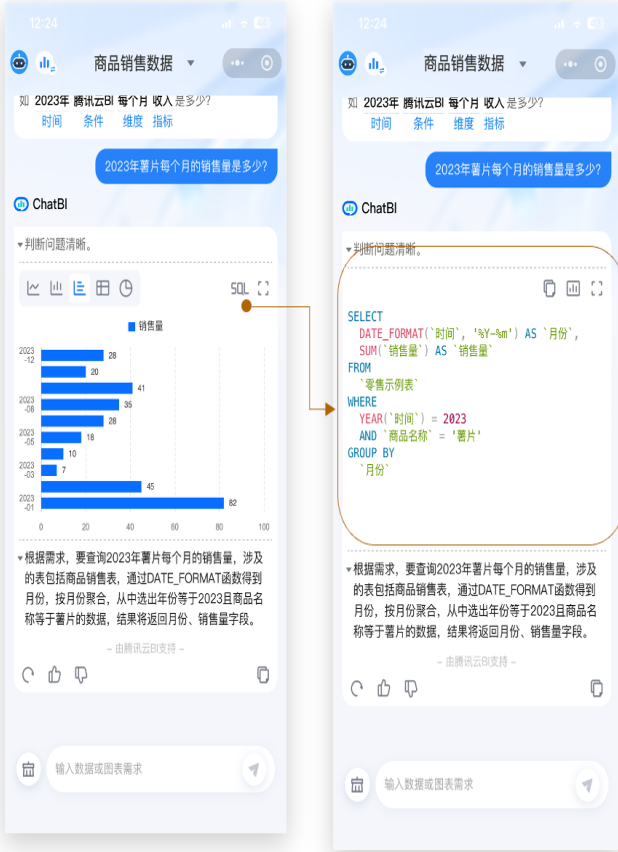 12:24
商品销售数据
如 2023年 腾讯云BI 每个月 收入 是多少?
时间 条件 维度 指标
2023年薯片每个月的销售量是多少?
ChatBI
判断问题清晰。
SQL
销售量
2023-12
28
20
41
2023-08
35
28
2023-05
18
10
2023-03
7
45
2023-01
82
0 20 40 60 80 100
根据需求，要查询2023年薯片每个月的销售量，涉及
的表包括商品销售表，通过DATE_FORMAT函数得到
月份，按月份聚合，从中选出年份等于2023且商品名
称等于薯片的数据，结果将返回月份、销售量字段。
– 由腾讯云BI支持 –
输入数据或图表需求
12:24
商品销售数据
如 2023年 腾讯云BI 每个月 收入 是多少?
时间 条件 维度 指标
2023年薯片每个月的销售量是多少?
ChatBI
判断问题清晰。
SELECT
DATE_FORMAT(`时间`, '%Y-%m') AS `月份`,
SUM(`销售量`) AS `销售量`
FROM
`零售示例表`
WHERE
YEAR(`时间`) = 2023
AND `商品名称` = '薯片'
GROUP BY
`月份`
根据需求，要查询2023年薯片每个月的销售量，涉及
的表包括商品销售表，通过DATE_FORMAT函数得到
月份，按月份聚合，从中选出年份等于2023且商品名
称等于薯片的数据，结果将返回月份、销售量字段。
– 由腾讯云BI支持 –
输入数据或图表需求